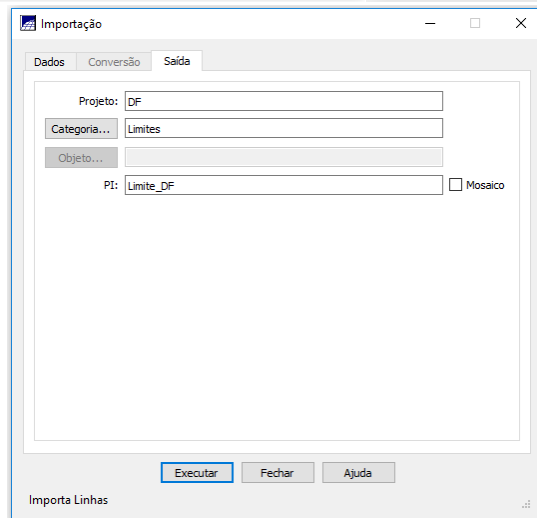 Importação
Dados Conversão Saída
Projeto: DF
Categoria... Limites
Objeto...
PI: Limite_DF Mosaico
Executar Fechar Ajuda
Importa Linhas